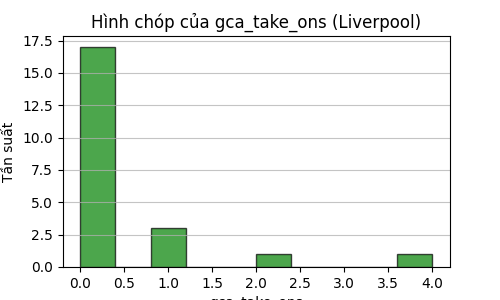 Hình chóp của gca_take_ons (Liverpool)
17.5
15.0
12.5
10.0
7.5
5.0
2.5
0.0
Tần suất
0.0 0.5 1.0 1.5 2.0 2.5 3.0 3.5 4.0
gca_take_ons